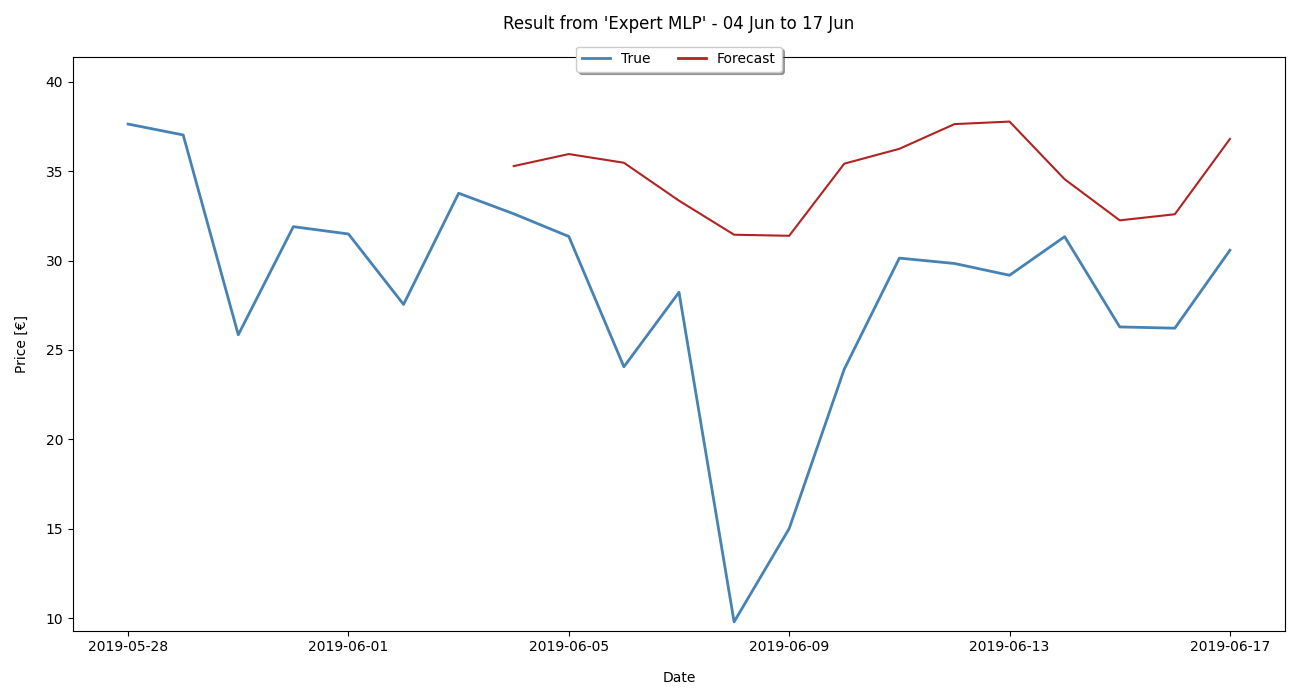 Result from 'Expert MLP' - 04 Jun to 17 Jun
True Forecast
40
35
30
25
20
15
10
Price [€]
2019-05-28 2019-06-01 2019-06-05 2019-06-09 2019-06-13 2019-06-17
Date